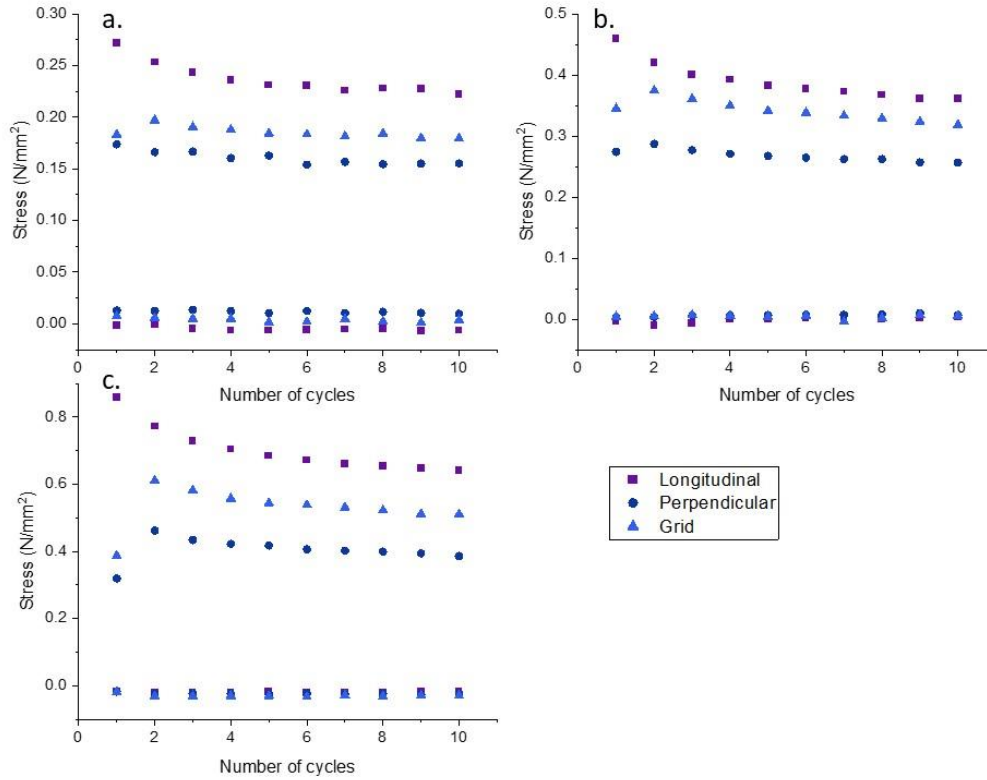 a.
0.30
0.25
0.20
0.15
0.10
0.05
0.00
Stress (N/mm²)
0 2 4 6 8 10
Number of cycles
b.
0.5
0.4
0.3
0.2
0.1
0.0
Stress (N/mm²)
0 2 4 6 8 10
Number of cycles
c.
0.8
0.6
0.4
0.2
0.0
Stress (N/mm²)
0 2 4 6 8 10
Number of cycles
Longitudinal
Perpendicular
Grid